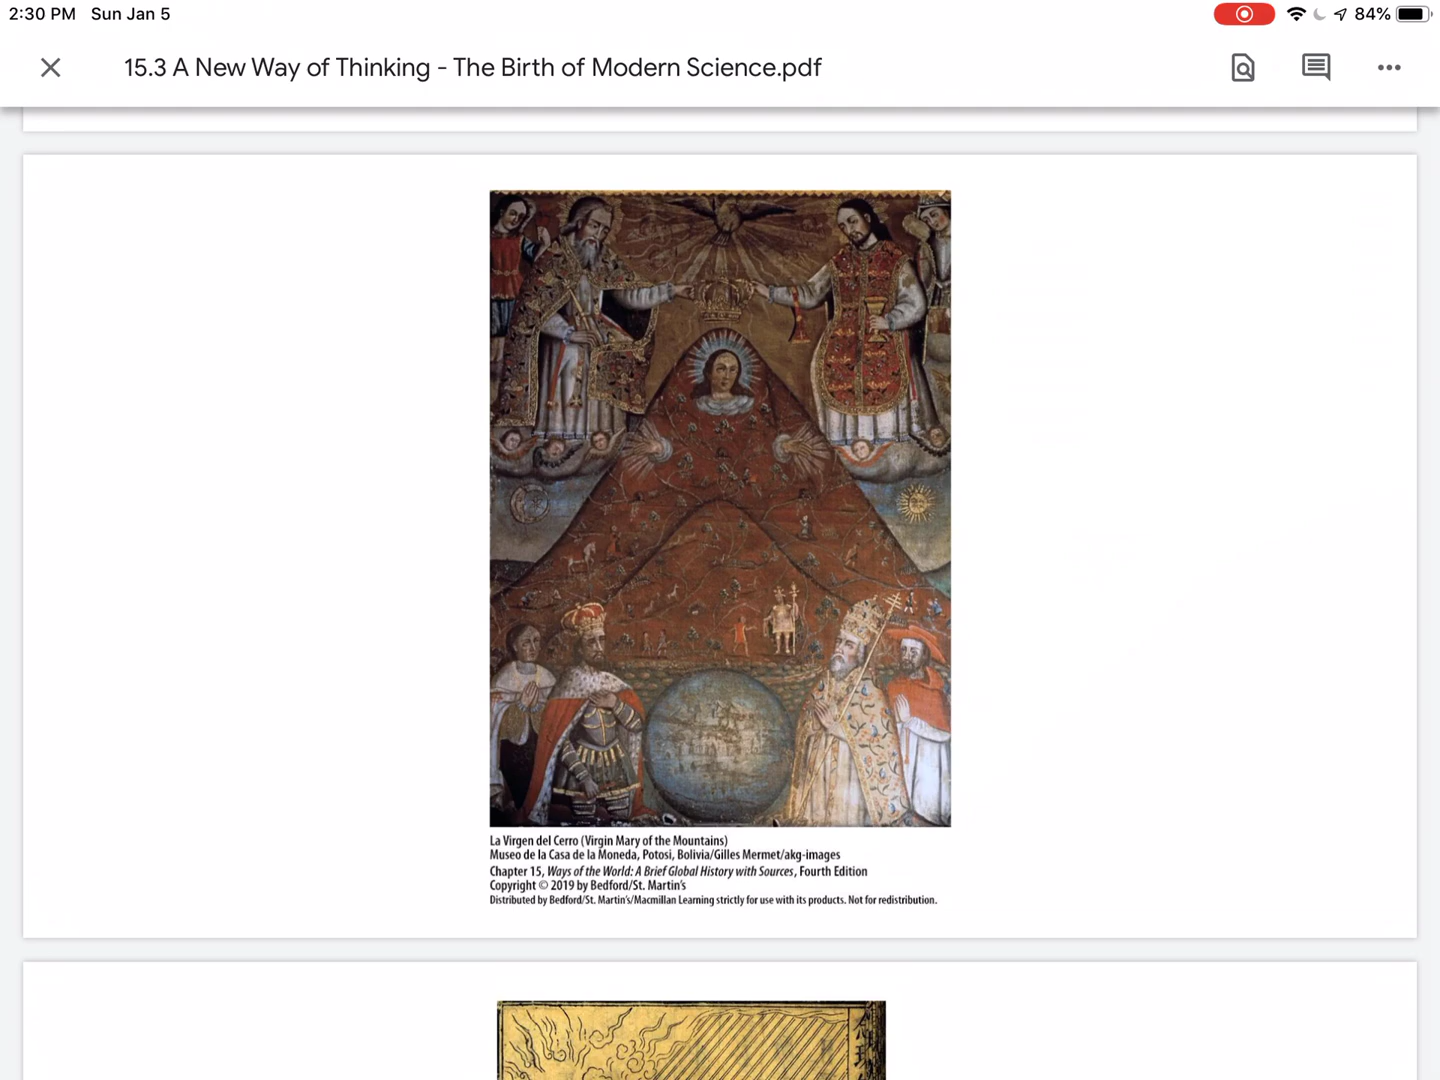 2:30 PM Sun Jan 5
84%
15.3 A New Way of Thinking - The Birth of Modern Science.pdf
La Virgen del Cerro (Virgin Mary of the Mountains)
Museo de la Casa de la Moneda, Potosi, Bolivia/Gilles Mermet/akg-images
Chapter 15, Ways of the World: A Brief Global History with Sources, Fourth Edition
Copyright © 2019 by Bedford/St. Martin's
Distributed by Bedford/St. Martin's/Macmillan Learning strictly for use with its products. Not for redistribution.